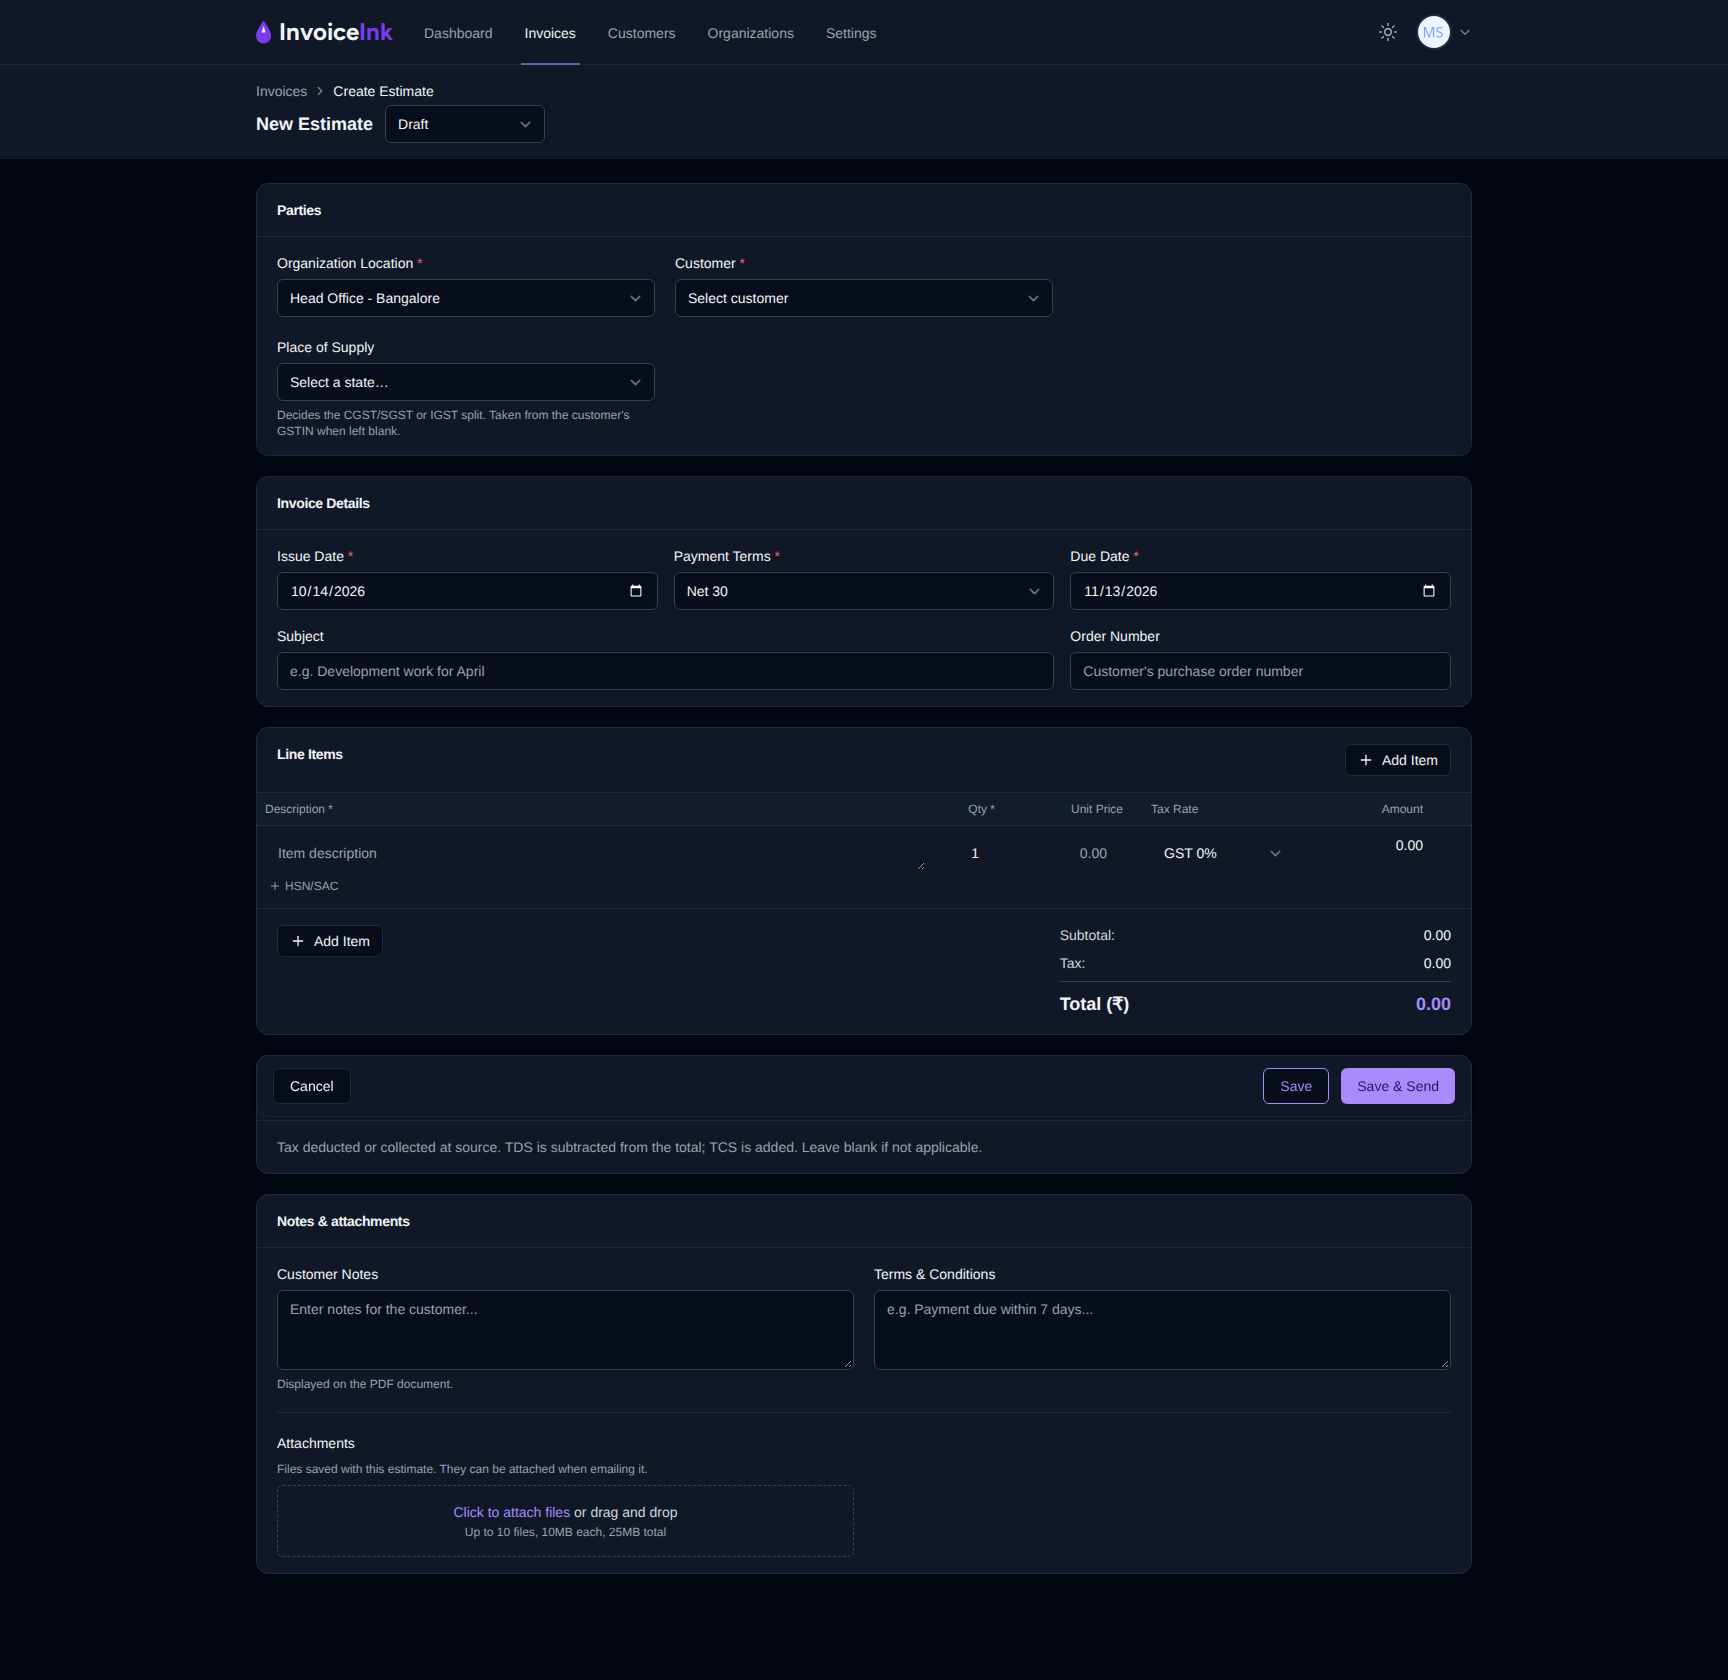 InvoiceInk
Dashboard
Invoices
Customers
Organizations
Settings
MS
Invoices
Create Estimate
New Estimate
Draft
Parties
Organization Location *
Customer *
Head Office - Bangalore
Select customer
Place of Supply
Select a state…
Decides the CGST/SGST or IGST split. Taken from the customer's
GSTIN when left blank.
Invoice Details
Issue Date *
Payment Terms *
Due Date *
10/14/2026
Net 30
11/13/2026
Subject
Order Number
e.g. Development work for April
Customer's purchase order number
Line Items
Add Item
Description *
Qty *
Unit Price
Tax Rate
Amount
Item description
1
0.00
GST 0%
0.00
HSN/SAC
Add Item
Subtotal:
0.00
Tax:
0.00
Total (₹)
0.00
Cancel
Save
Save & Send
Tax deducted or collected at source. TDS is subtracted from the total; TCS is added. Leave blank if not applicable.
Notes & attachments
Customer Notes
Terms & Conditions
Enter notes for the customer...
e.g. Payment due within 7 days...
Displayed on the PDF document.
Attachments
Files saved with this estimate. They can be attached when emailing it.
Click to attach files or drag and drop
Up to 10 files, 10MB each, 25MB total